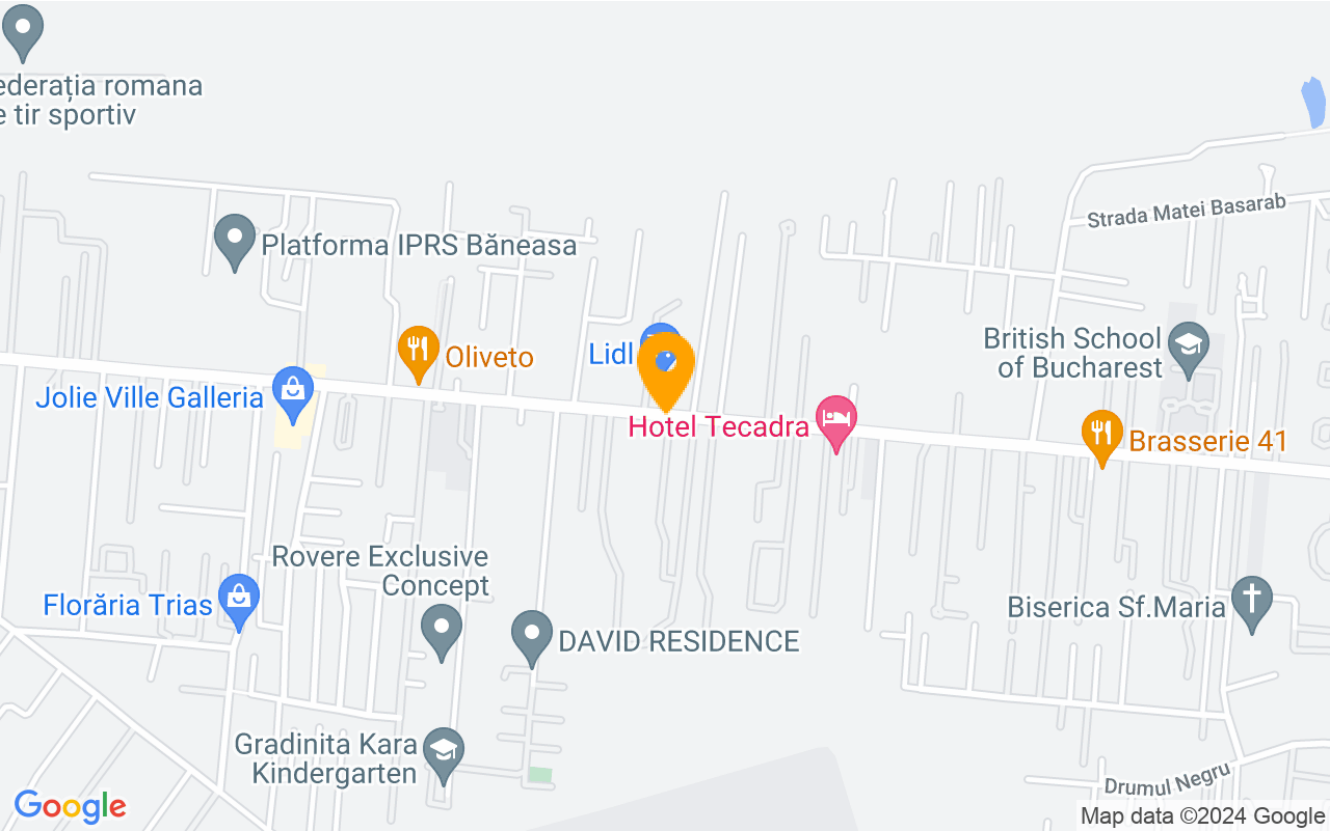 ederația romana
e tir sportiv
Strada Matei Basarab
Platforma IPRS Băneasa
British School
of Bucharest
Lidl
Oliveto
Jolie Ville Galleria
Hotel Tecadra
Brasserie 41
Rovere Exclusive
Concept
Florăria Trias
Biserica Sf.Maria
DAVID RESIDENCE
Gradinita Kara
Kindergarten
Drumul Negru
Google
Map data ©2024 Google